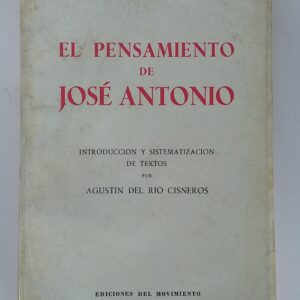 EL PENSAMIENTO
DE
JOSÉ ANTONIO
INTRODUCCION Y SISTEMATIZACION
DE TEXTOS
POR
AGUSTIN DEL RIO CISNEROS
EDICIONES DEL MOVIMIENTO